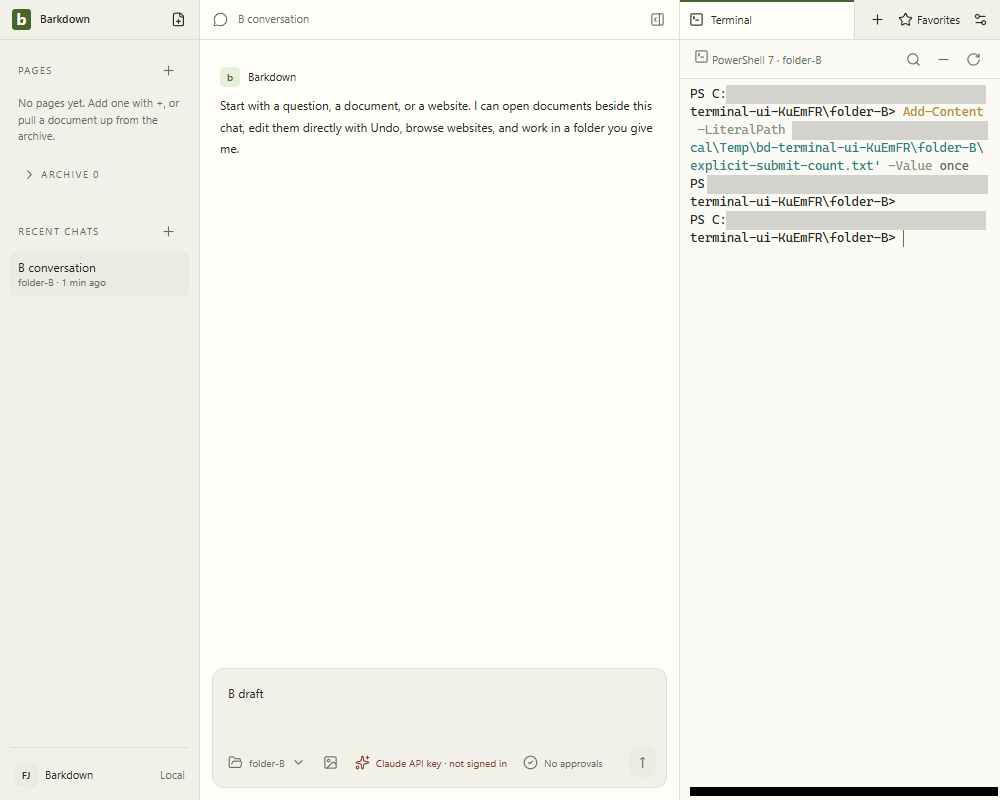 b Barkdown
PAGES
No pages yet. Add one with +, or
pull a document up from the
archive.
ARCHIVE 0
RECENT CHATS
B conversation
folder-B · 1 min ago
FJ Barkdown Local
B conversation
b Barkdown
Start with a question, a document, or a website. I can open documents beside this
chat, edit them directly with Undo, browse websites, and work in a folder you give
me.
B draft
folder-B
Claude API key · not signed in
No approvals
Terminal
Favorites
PowerShell 7 · folder-B
PS C:
terminal-ui-KuEmFR\folder-B> Add-Content
-LiteralPath
cal\Temp\bd-terminal-ui-KuEmFR\folder-B\
explicit-submit-count.txt' -Value once
PS
terminal-ui-KuEmFR\folder-B>
PS C:
terminal-ui-KuEmFR\folder-B>